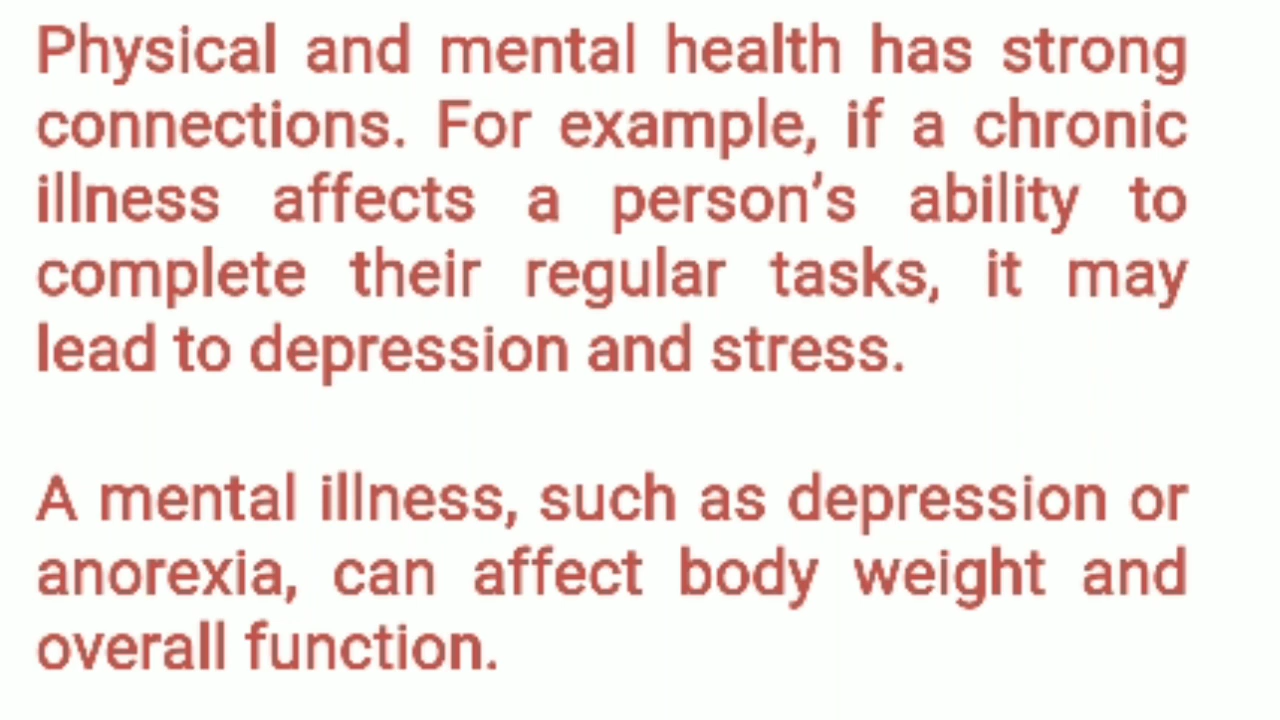 Physical and mental health has strong
connections. For example, if a chronic
illness affects a person's ability to
complete their regular tasks, it may
lead to depression and stress.
A mental illness, such as depression or
anorexia, can affect body weight and
overall function.